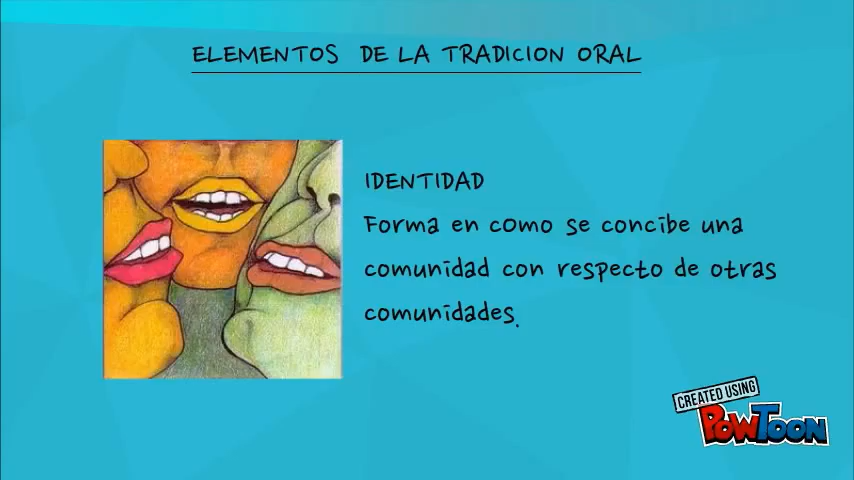 ELEMENTOS DE LA TRADICION ORAL
IDENTIDAD
Forma en como se concibe una
comunidad con respecto de otras
comunidades.
CREATED USING
POWTOON